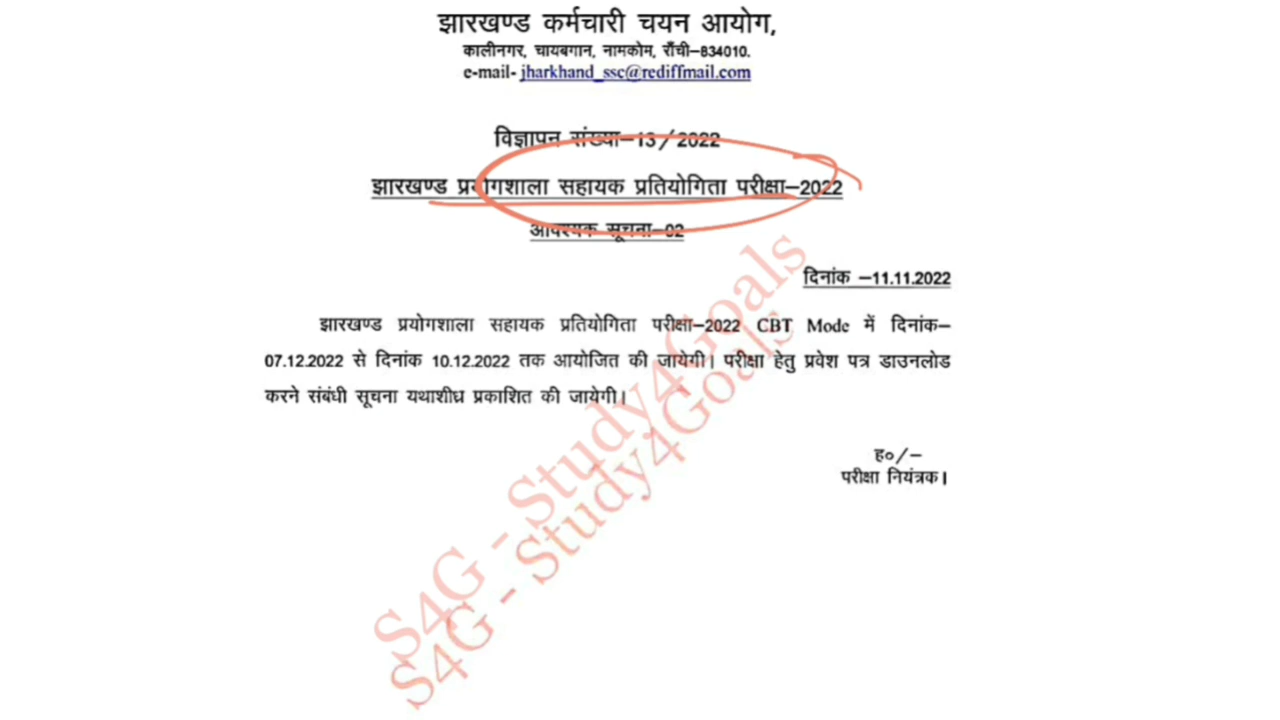 झारखण्ड कर्मचारी चयन आयोग,
कालीनगर, चायबगान, नामकोम, राँची–834010.
e-mail- jharkhand_ssc@rediffmail.com
विज्ञापन संख्या–13/2022
झारखण्ड प्रयोगशाला सहायक प्रतियोगिता परीक्षा–2022
आवश्यक सूचना–02
दिनांक –11.11.2022
झारखण्ड प्रयोगशाला सहायक प्रतियोगिता परीक्षा–2022 CBT Mode में दिनांक–
07.12.2022 से दिनांक 10.12.2022 तक आयोजित की जायेगी। परीक्षा हेतु प्रवेश पत्र डाउनलोड
करने संबंधी सूचना यथाशीध्र प्रकाशित की जायेगी।
ह०/–
परीक्षा नियंत्रक।
S4G - Study4Goals
S4G - Study4Goals